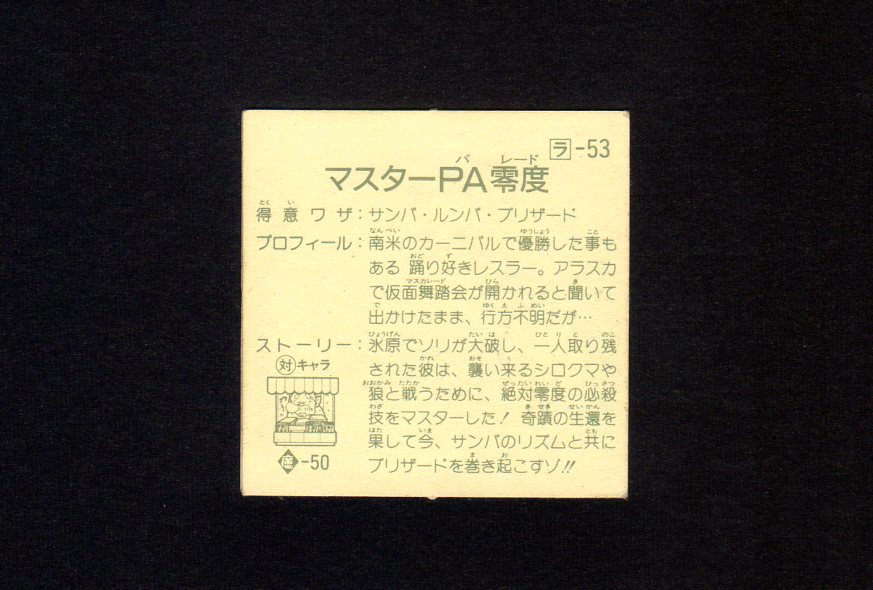 ラ-53
マスターPA零度
得意ワザ：サンバ・ルンバ・ブリザード
プロフィール：南米のカーニバルで優勝した事も
ある踊り好きレスラー。アラスカ
で仮面舞踏会が開かれると聞いて
出かけたまま、行方不明だが…
ストーリー：氷原でソリが大破し、一人取り残
された彼は、襲い来るシロクマや
狼と戦うために、絶対零度の必殺
技をマスターした！奇蹟の生還を
果して今、サンバのリズムと共に
ブリザードを巻き起こすゾ!!
対キャラ
-50